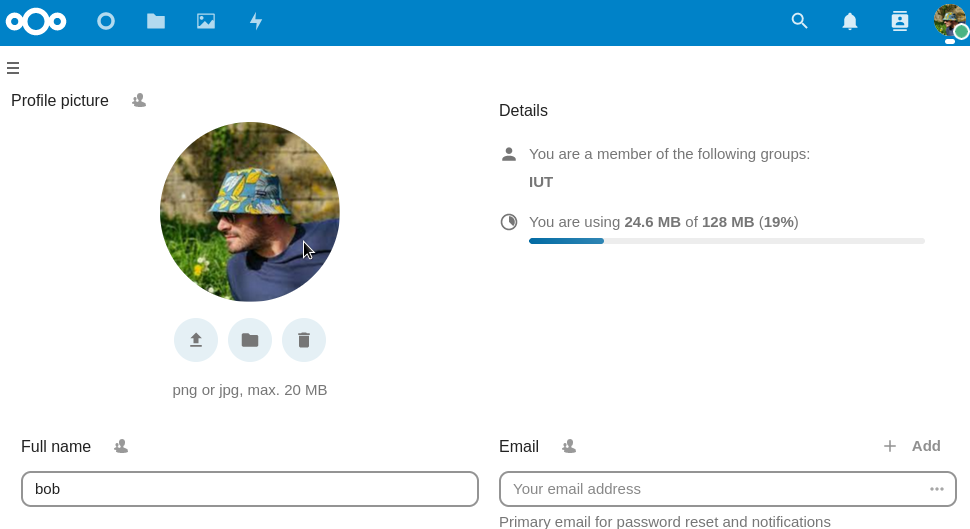 Profile picture
Details
You are a member of the following groups:
IUT
You are using 24.6 MB of 128 MB (19%)
png or jpg, max. 20 MB
Full name
bob
Email
Add
Your email address
Primary email for password reset and notifications